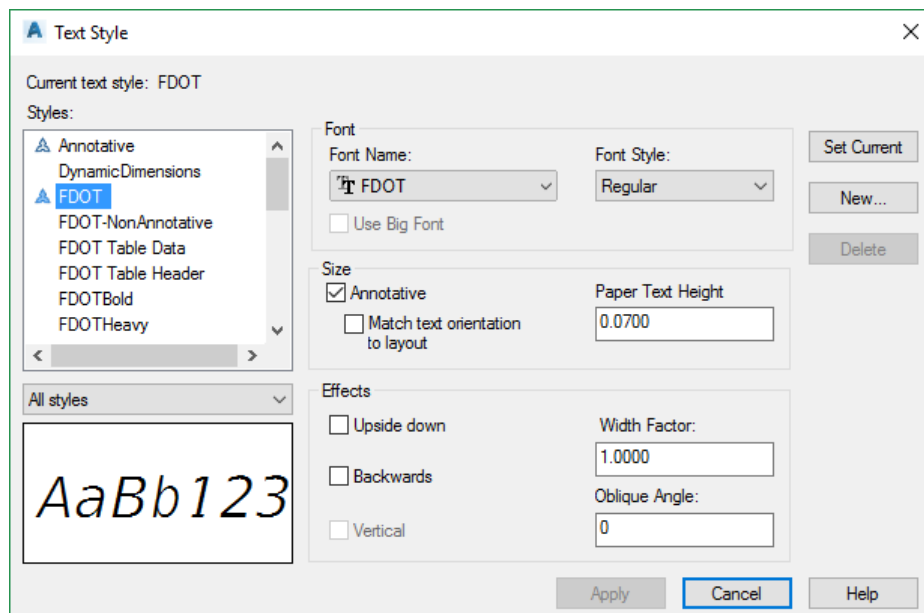 Text Style
Current text style: FDOT
Styles:
Annotative
DynamicDimensions
FDOT
FDOT-NonAnnotative
FDOT Table Data
FDOT Table Header
FDOTBold
FDOTHeavy
All styles
AaBb123
Font
Font Name:
FDOT
Use Big Font
Font Style:
Regular
Size
Annotative
Match text orientation
to layout
Paper Text Height
0.0700
Effects
Upside down
Backwards
Vertical
Width Factor:
1.0000
Oblique Angle:
0
Set Current
New...
Delete
Apply
Cancel
Help